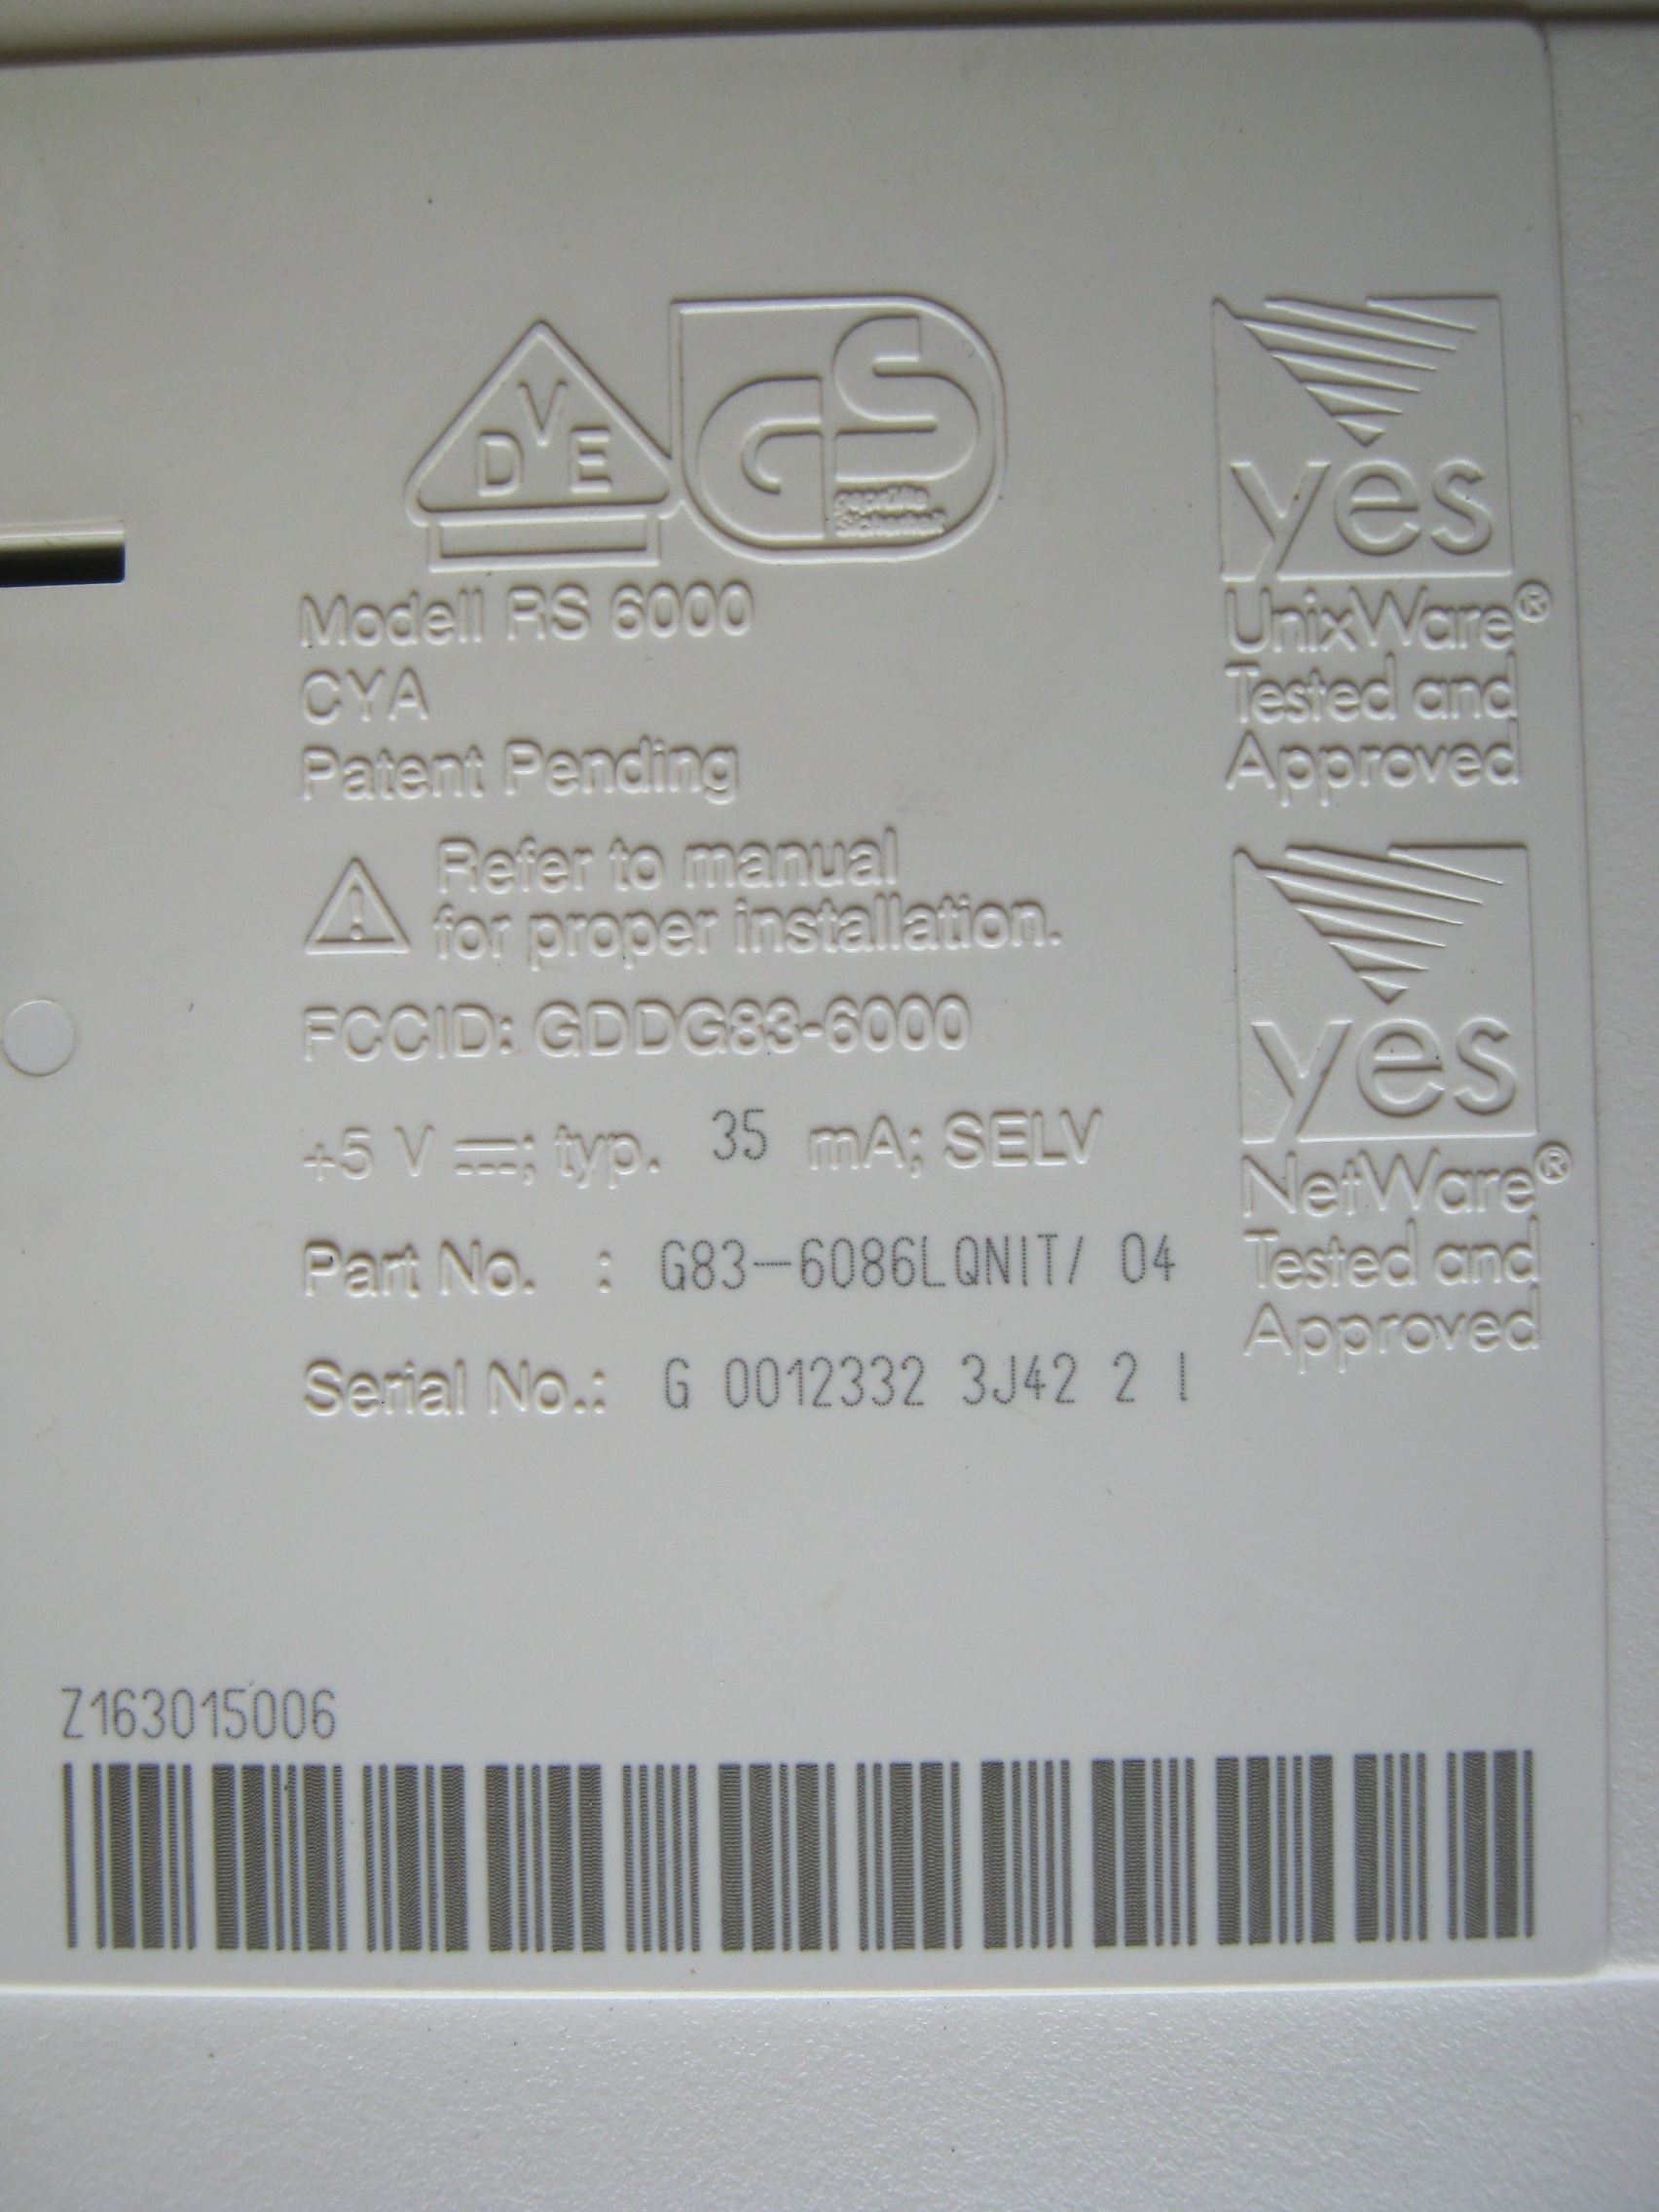 V
D E
GS
geprüfte
Sicherheit
Modell RS 6000
CYA
Patent Pending
Refer to manual
for proper installation.
FCCID: GDDG83-6000
+5 V ⎓; typ. 35 mA; SELV
Part No. : G83-6086LQNIT/ 04
Serial No.: G 0012332 3J42 2 I
yes
UnixWare®
Tested and
Approved
yes
NetWare®
Tested and
Approved
Z163015006